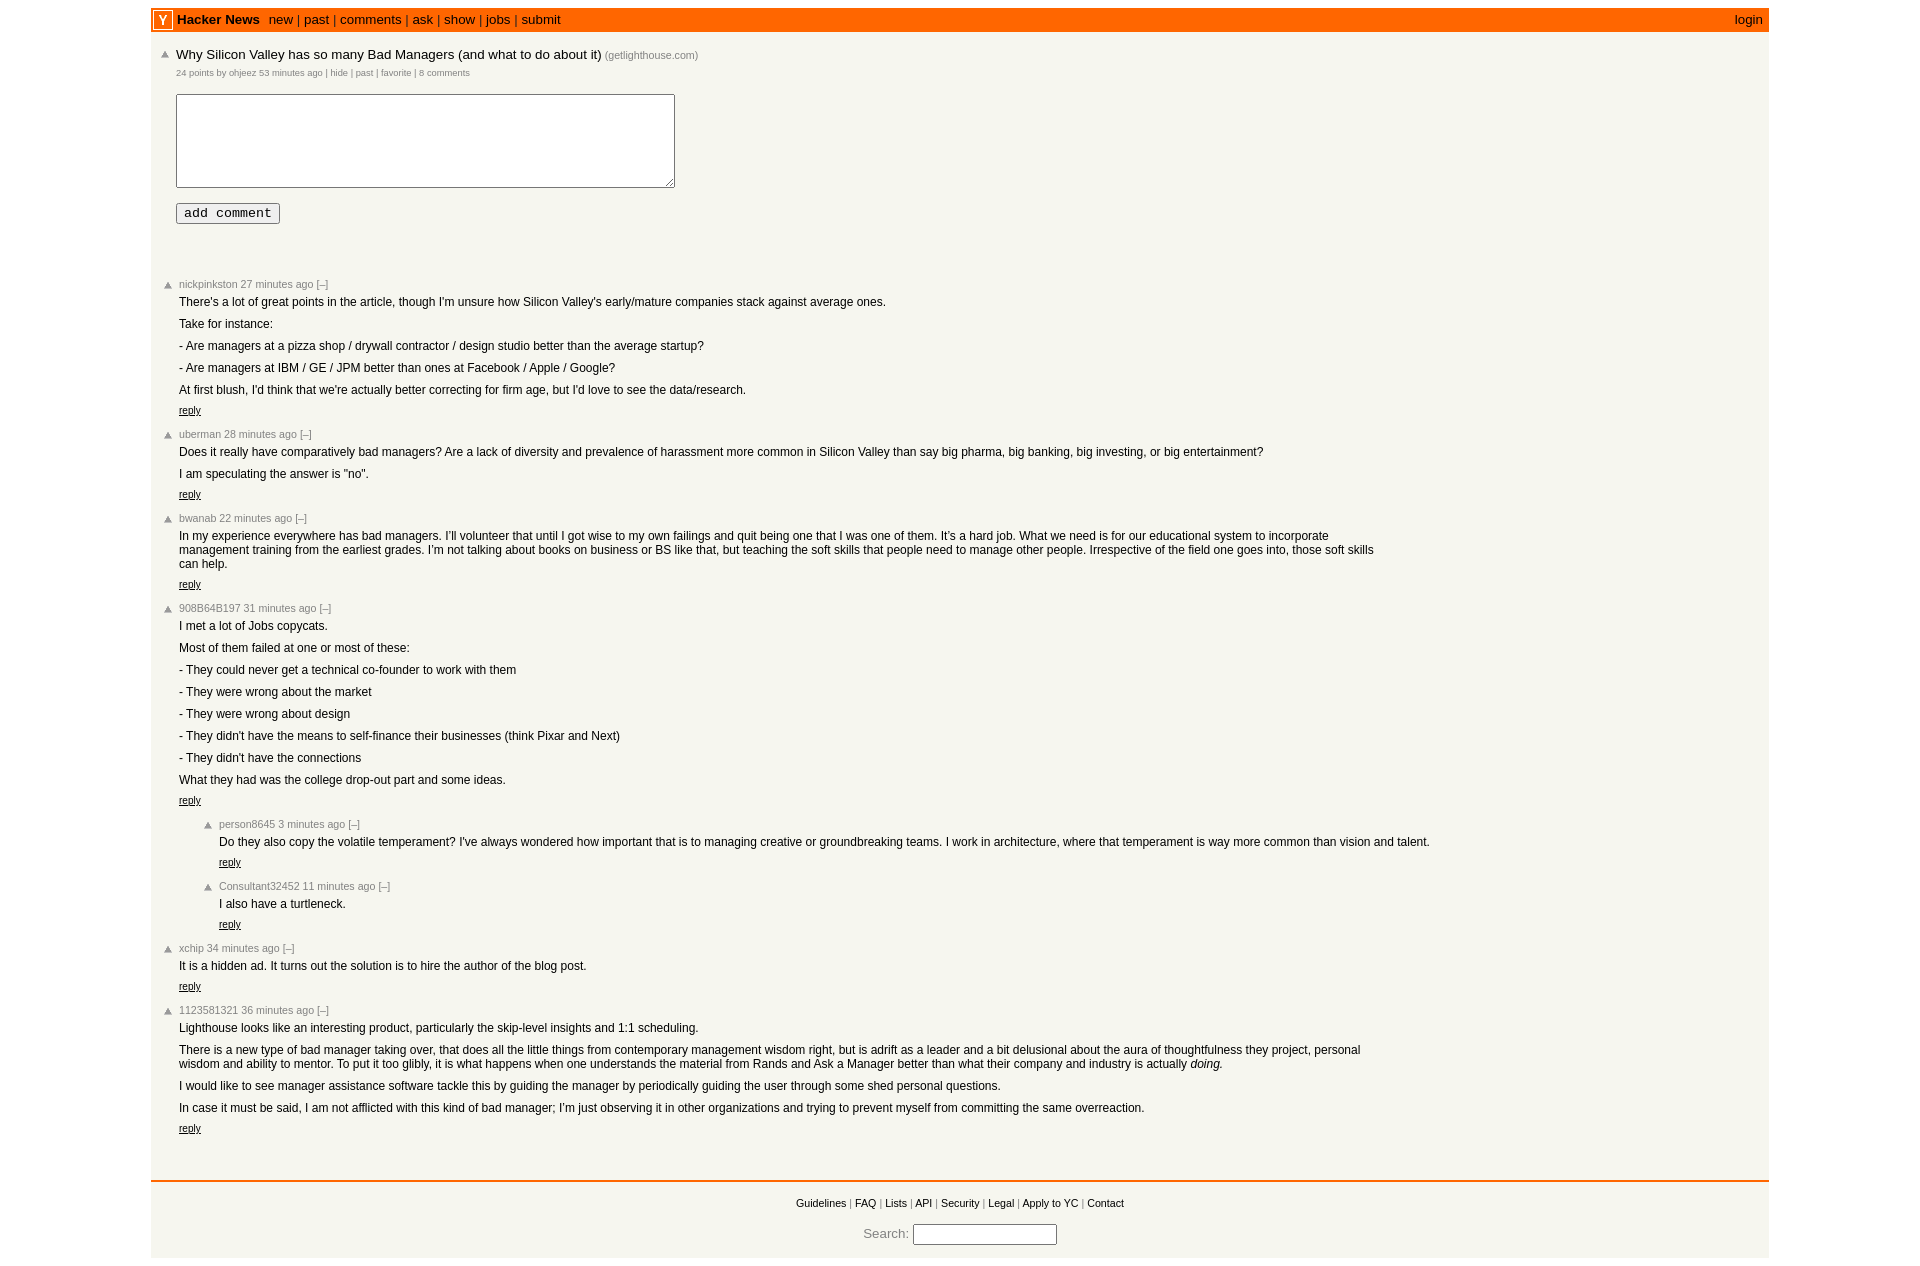 Y Hacker News new | past | comments | ask | show | jobs | submit login
Why Silicon Valley has so many Bad Managers (and what to do about it) (getlighthouse.com)
24 points by ohjeez 53 minutes ago | hide | past | favorite | 8 comments
add comment
nickpinkston 27 minutes ago [–]
There's a lot of great points in the article, though I'm unsure how Silicon Valley's early/mature companies stack against average ones.
Take for instance:
- Are managers at a pizza shop / drywall contractor / design studio better than the average startup?
- Are managers at IBM / GE / JPM better than ones at Facebook / Apple / Google?
At first blush, I'd think that we're actually better correcting for firm age, but I'd love to see the data/research.
reply
uberman 28 minutes ago [–]
Does it really have comparatively bad managers? Are a lack of diversity and prevalence of harassment more common in Silicon Valley than say big pharma, big banking, big investing, or big entertainment?
I am speculating the answer is "no".
reply
bwanab 22 minutes ago [–]
In my experience everywhere has bad managers. I’ll volunteer that until I got wise to my own failings and quit being one that I was one of them. It’s a hard job. What we need is for our educational system to incorporate
management training from the earliest grades. I’m not talking about books on business or BS like that, but teaching the soft skills that people need to manage other people. Irrespective of the field one goes into, those soft skills
can help.
reply
908B64B197 31 minutes ago [–]
I met a lot of Jobs copycats.
Most of them failed at one or most of these:
- They could never get a technical co-founder to work with them
- They were wrong about the market
- They were wrong about design
- They didn't have the means to self-finance their businesses (think Pixar and Next)
- They didn't have the connections
What they had was the college drop-out part and some ideas.
reply
person8645 3 minutes ago [–]
Do they also copy the volatile temperament? I've always wondered how important that is to managing creative or groundbreaking teams. I work in architecture, where that temperament is way more common than vision and talent.
reply
Consultant32452 11 minutes ago [–]
I also have a turtleneck.
reply
xchip 34 minutes ago [–]
It is a hidden ad. It turns out the solution is to hire the author of the blog post.
reply
1123581321 36 minutes ago [–]
Lighthouse looks like an interesting product, particularly the skip-level insights and 1:1 scheduling.
There is a new type of bad manager taking over, that does all the little things from contemporary management wisdom right, but is adrift as a leader and a bit delusional about the aura of thoughtfulness they project, personal
wisdom and ability to mentor. To put it too glibly, it is what happens when one understands the material from Rands and Ask a Manager better than what their company and industry is actually doing.
I would like to see manager assistance software tackle this by guiding the manager by periodically guiding the user through some shed personal questions.
In case it must be said, I am not afflicted with this kind of bad manager; I’m just observing it in other organizations and trying to prevent myself from committing the same overreaction.
reply
Guidelines | FAQ | Lists | API | Security | Legal | Apply to YC | Contact
Search: